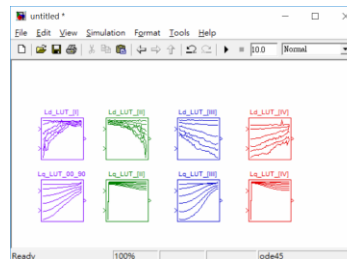 untitled *
File Edit View Simulation Format Tools Help
10.0 Normal
Ld_LUT_[I] Ld_LUT_[II] Ld_LUT_[III] Ld_LUT_[IV]
Lq_LUT_00_90 Lq_LUT_[II] Lq_LUT_[III] Lq_LUT_[IV]
Ready 100% ode45